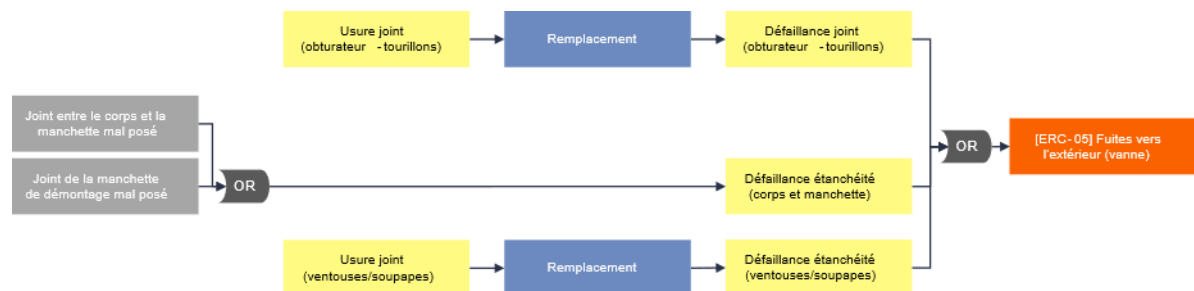 Usure joint
(obturateur - tourillons)
Remplacement
Défaillance joint
(obturateur - tourillons)
Joint entre le corps et la
manchette mal posé
Joint de la manchette
de démontage mal posé
OR
Défaillance étanchéité
(corps et manchette)
OR
[ERC-05] Fuites vers
l'extérieur (vanne)
Usure joint
(ventouses/soupapes)
Remplacement
Défaillance étanchéité
(ventouses/soupapes)